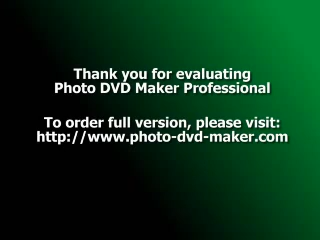 Thank you for evaluating
Photo DVD Maker Professional
To order full version, please visit:
http://www.photo-dvd-maker.com